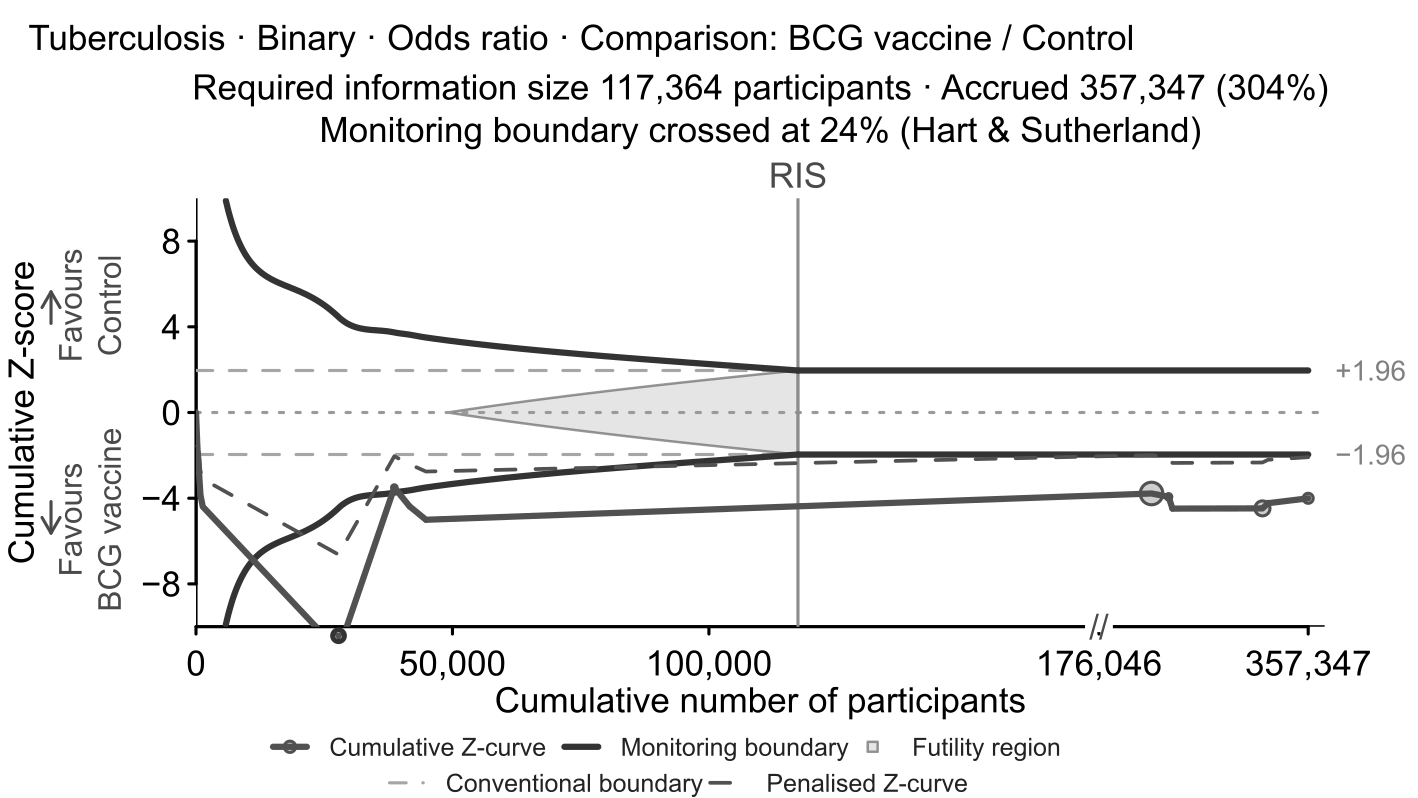 Tuberculosis · Binary · Odds ratio · Comparison: BCG vaccine / Control
Required information size 117,364 participants · Accrued 357,347 (304%)
Monitoring boundary crossed at 24% (Hart & Sutherland)
RIS
Cumulative Z-score
Favours
Control
Favours
BCG vaccine
8
4
0
−4
−8
+1.96
−1.96
0
50,000
100,000
176,046
357,347
Cumulative number of participants
Cumulative Z-curve
Monitoring boundary
Futility region
Conventional boundary
Penalised Z-curve